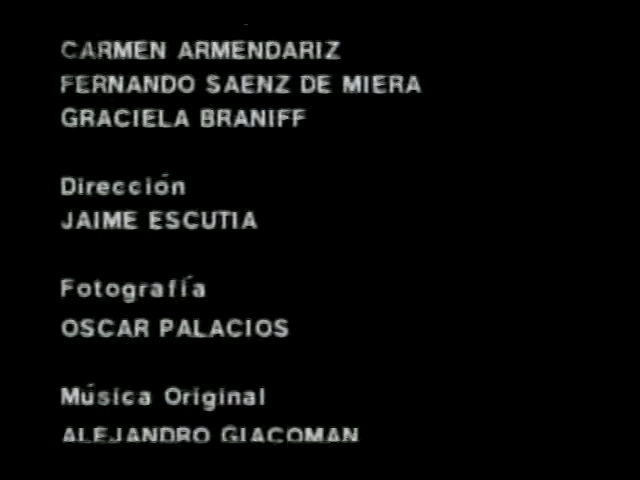 CARMEN ARMENDARIZ
FERNANDO SAENZ DE MIERA
GRACIELA BRANIFF
Dirección
JAIME ESCUTIA
Fotografía
OSCAR PALACIOS
Música Original
ALEJANDRO GIACOMAN